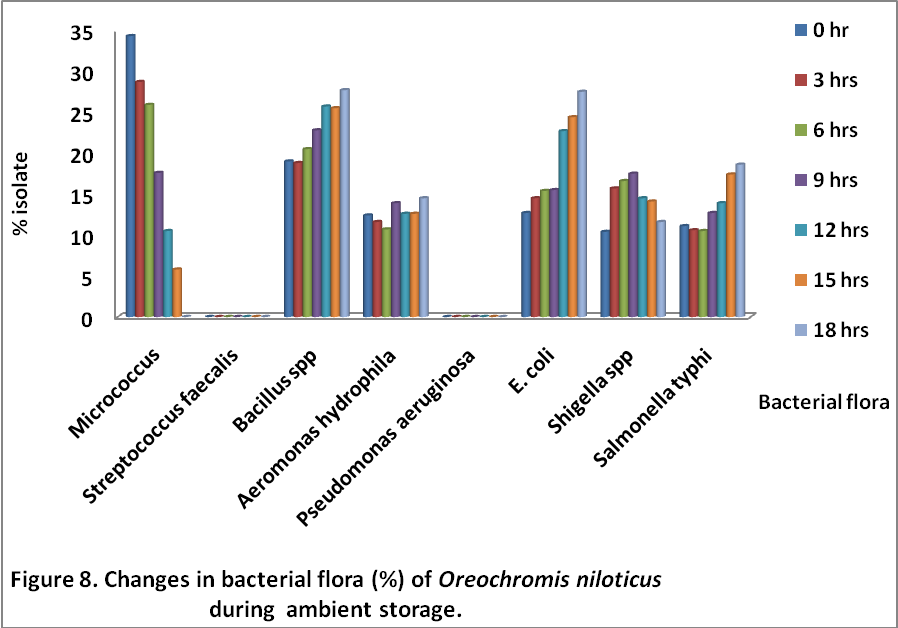 35
30
25
20
15
10
5
0
% isolate
Micrococcus
Streptococcus faecalis
Bacillus spp
Aeromonas hydrophila
Pseudomonas aeruginosa
E. coli
Shigella spp
Salmonella typhi
Bacterial flora
0 hr
3 hrs
6 hrs
9 hrs
12 hrs
15 hrs
18 hrs
Figure 8. Changes in bacterial flora (%) of Oreochromis niloticus
during ambient storage.